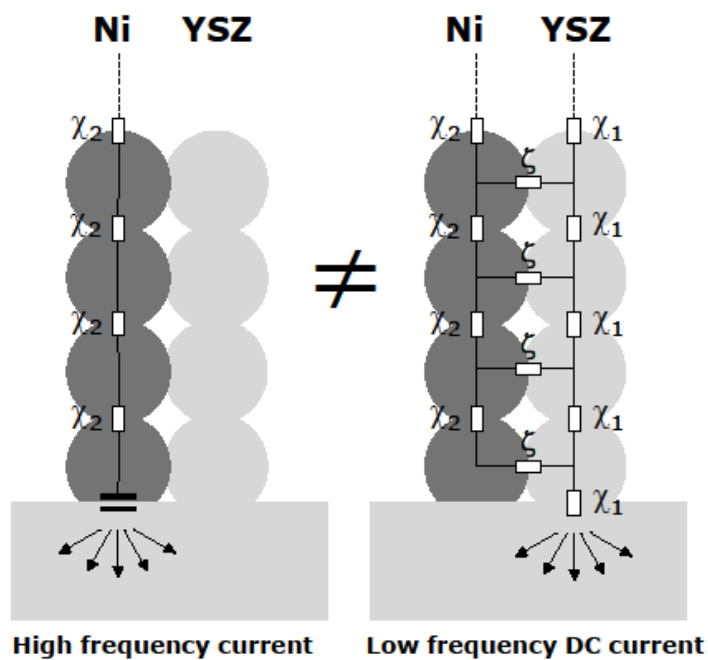 Ni YSZ Ni YSZ
χ₂ χ₂ χ₁
ζ
χ₂ χ₂ χ₁
≠ ζ
χ₂ χ₂ χ₁
ζ
χ₂ χ₂ χ₁
ζ
χ₁
High frequency current Low frequency DC current